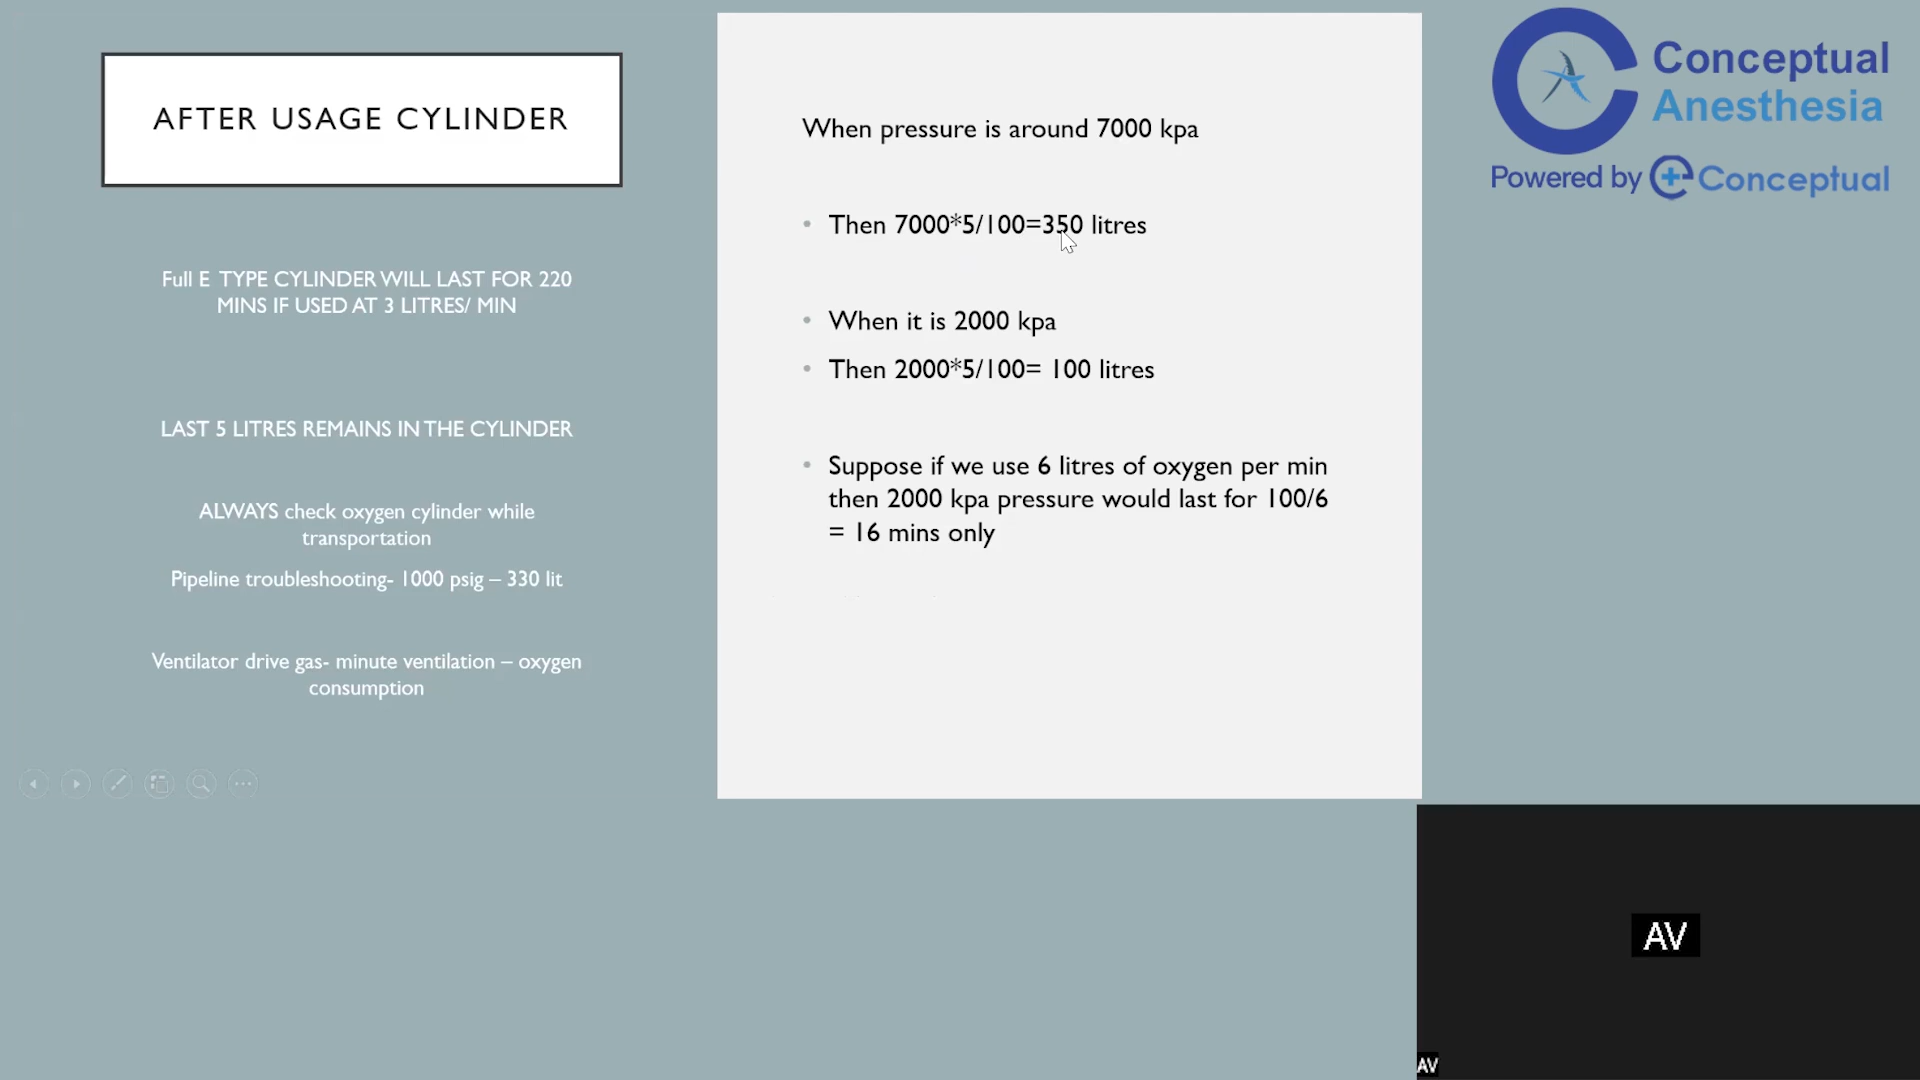 AFTER USAGE CYLINDER
Full E TYPE CYLINDER WILL LAST FOR 220
MINS IF USED AT 3 LITRES/ MIN
LAST 5 LITRES REMAINS IN THE CYLINDER
ALWAYS check oxygen cylinder while
transportation
Pipeline troubleshooting- 1000 psig – 330 lit
Ventilator drive gas- minute ventilation – oxygen
consumption
When pressure is around 7000 kpa
• Then 7000*5/100=350 litres
• When it is 2000 kpa
• Then 2000*5/100= 100 litres
• Suppose if we use 6 litres of oxygen per min
then 2000 kpa pressure would last for 100/6
= 16 mins only
Conceptual
Anesthesia
Powered by Conceptual
AV
AV